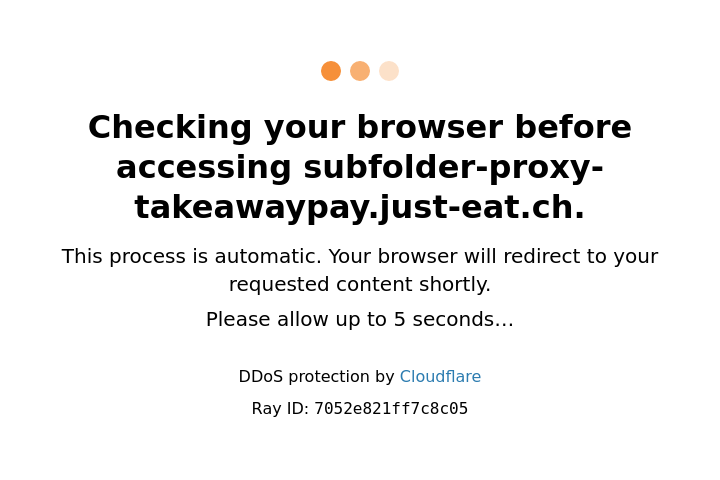 Checking your browser before
accessing subfolder-proxy-
takeawaypay.just-eat.ch.
This process is automatic. Your browser will redirect to your
requested content shortly.
Please allow up to 5 seconds…
DDoS protection by Cloudflare
Ray ID: 7052e821ff7c8c05